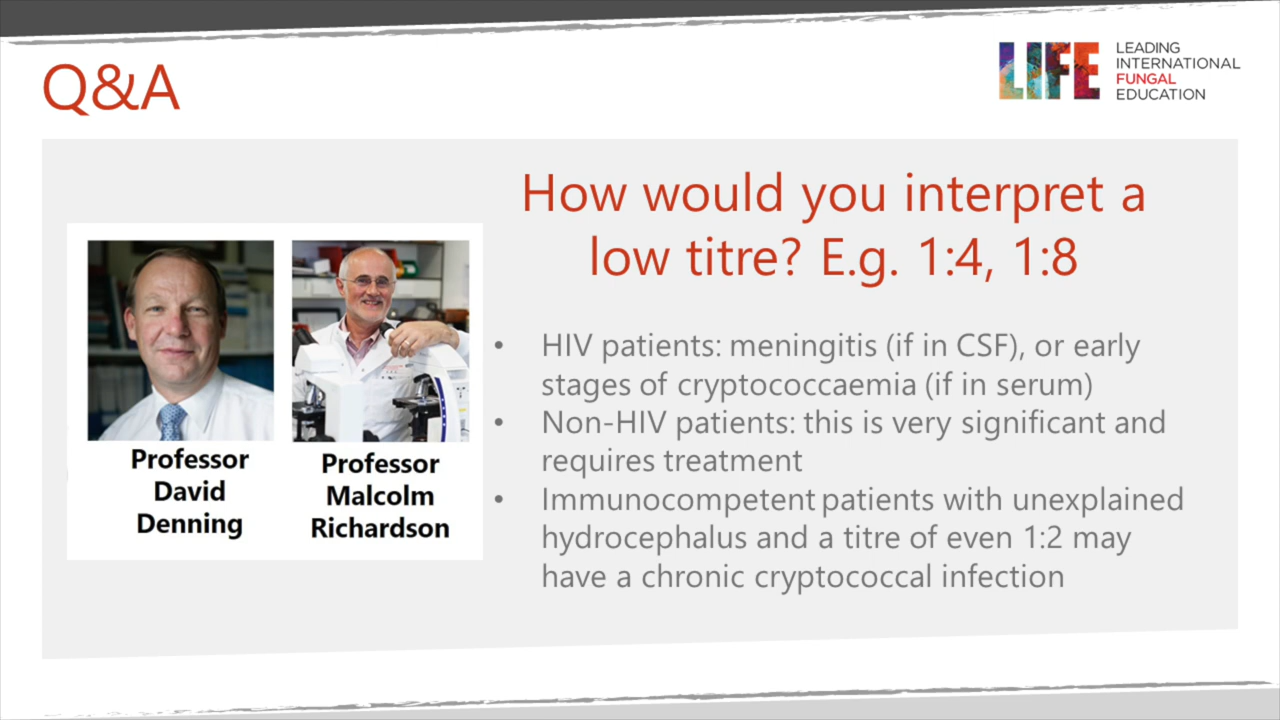 Q&A
LIFE
LEADING
INTERNATIONAL
FUNGAL
EDUCATION
How would you interpret a
low titre? E.g. 1:4, 1:8
Professor
David
Denning
Professor
Malcolm
Richardson
• HIV patients: meningitis (if in CSF), or early
stages of cryptococcaemia (if in serum)
• Non-HIV patients: this is very significant and
requires treatment
• Immunocompetent patients with unexplained
hydrocephalus and a titre of even 1:2 may
have a chronic cryptococcal infection